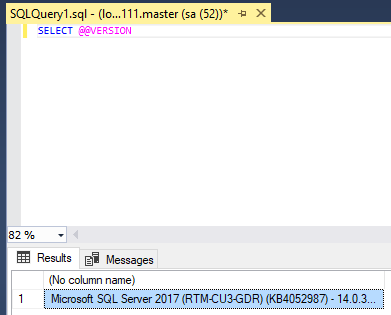 SQLQuery1.sql - (lo...111.master (sa (52))*
SELECT @@VERSION
82 %
Results Messages
(No column name)
1 Microsoft SQL Server 2017 (RTM-CU3-GDR) (KB4052987) - 14.0.3...